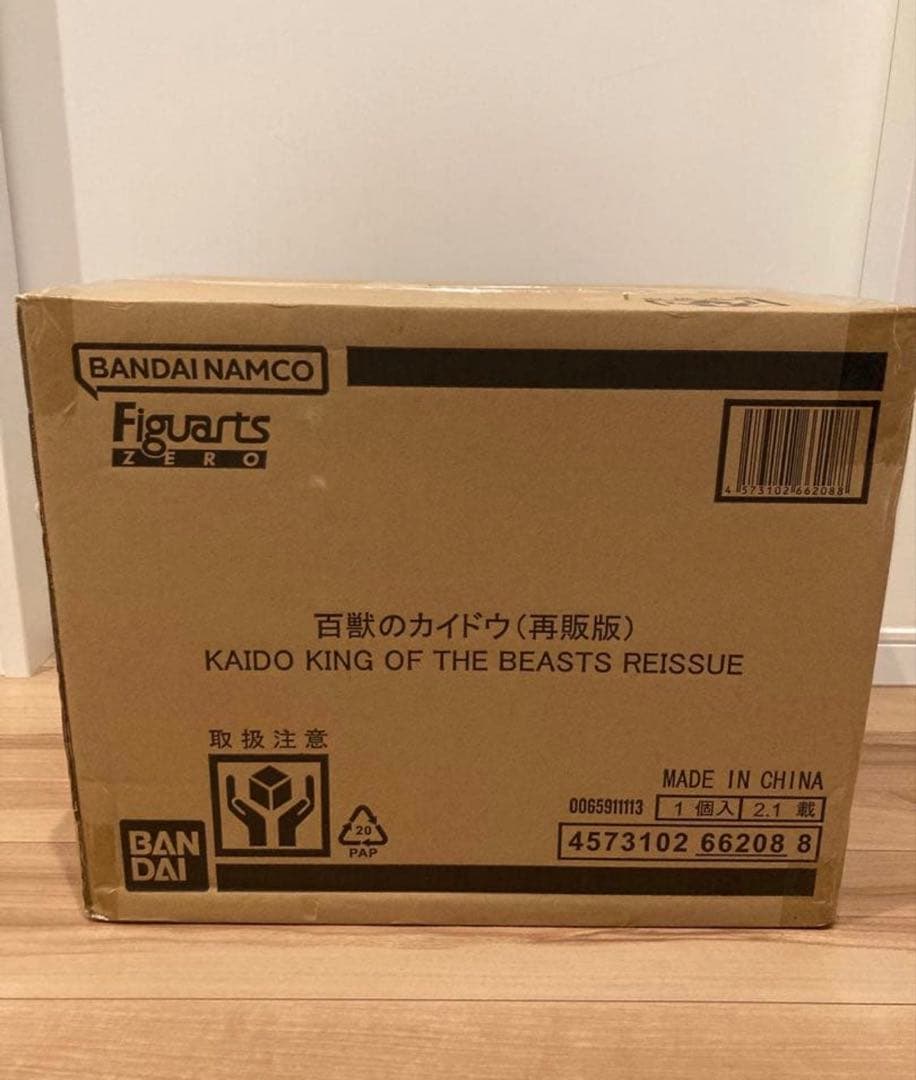 BANDAI NAMCO
Figuarts
ZERO
4 573102 662088
百獣のカイドウ(再販版)
KAIDO KING OF THE BEASTS REISSUE
取扱注意
MADE IN CHINA
0065911113 1個入 2.1 載
4573102 66208 8
20
PAP
BAN
DAI